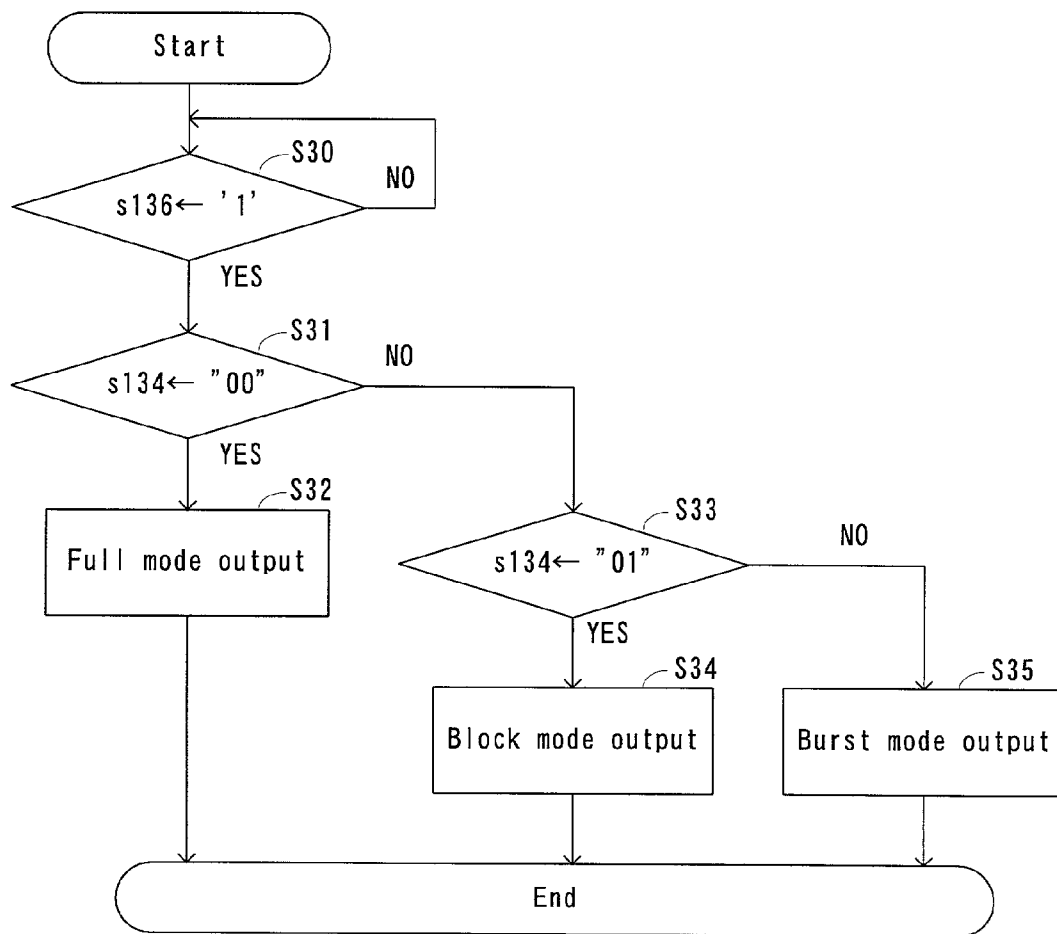 Start
S30
s136← '1'
NO
YES
S31
s134← "00"
NO
YES
S32
Full mode output
S33
s134← "01"
NO
YES
S34
Block mode output
S35
Burst mode output
End